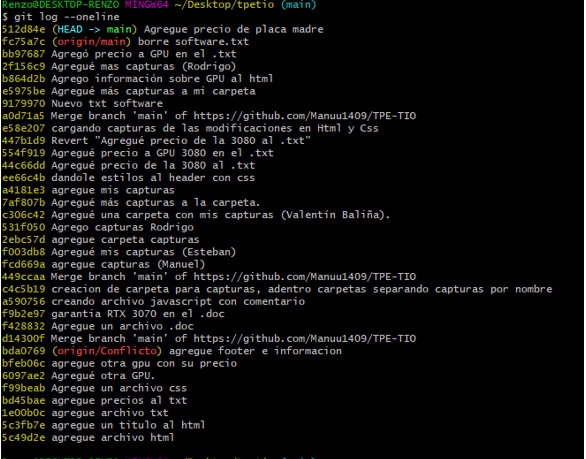 Renzo@DESKTOP-RENZO MINGW64 ~/Desktop/tpetio (main)
$ git log --oneline
512d84e (HEAD -> main) Agregue precio de placa madre
fc75a7c (origin/main) borre software.txt
bb97687 Agregó precio a GPU en el .txt
2f156c9 Agregué mas capturas (Rodrigo)
b864d2b Agrego información sobre GPU al html
e5975be Agregué más capturas a mi carpeta
9179970 Nuevo txt software
a0d71a5 Merge branch 'main' of https://github.com/Manuu1409/TPE-TIO
e58e207 cargando capturas de las modificaciones en Html y Css
447b1d9 Revert "Agregué precio de la 3080 al .txt"
554f919 Agregué precio a GPU 3080 en el .txt
44c66dd Agregué precio de la 3080 al .txt
ee66c4b dandole estilos al header con css
a4181e3 agregue mis capturas
7af807b Agregué más capturas a la carpeta.
c306c42 Agregué una carpeta con mis capturas (Valentín Baliña).
531f050 Agrego capturas Rodrigo
2ebc57d agregue carpeta capturas
f003db8 Agregué mis capturas (Esteban)
fcd669a agregue capturas (Manuel)
449ccaa Merge branch 'main' of https://github.com/Manuu1409/TPE-TIO
c4c5b19 creacion de carpeta para capturas, adentro carpetas separando capturas por nombre
a590756 creando archivo javascript con comentario
f9b2e97 garantia RTX 3070 en el .doc
f428832 Agregue un archivo .doc
d14300f Merge branch 'main' of https://github.com/Manuu1409/TPE-TIO
bda0769 (origin/Conflicto) agregue footer e informacion
bfeb06c agregue otra gpu con su precio
6097ae2 Agregué otra GPU.
f99beab Agregue un archivo css
bd45bae agregue precios al txt
1e00b0c agregue archivo txt
5c3fb7e agregue un titulo al html
5c49d2e agregue archivo html